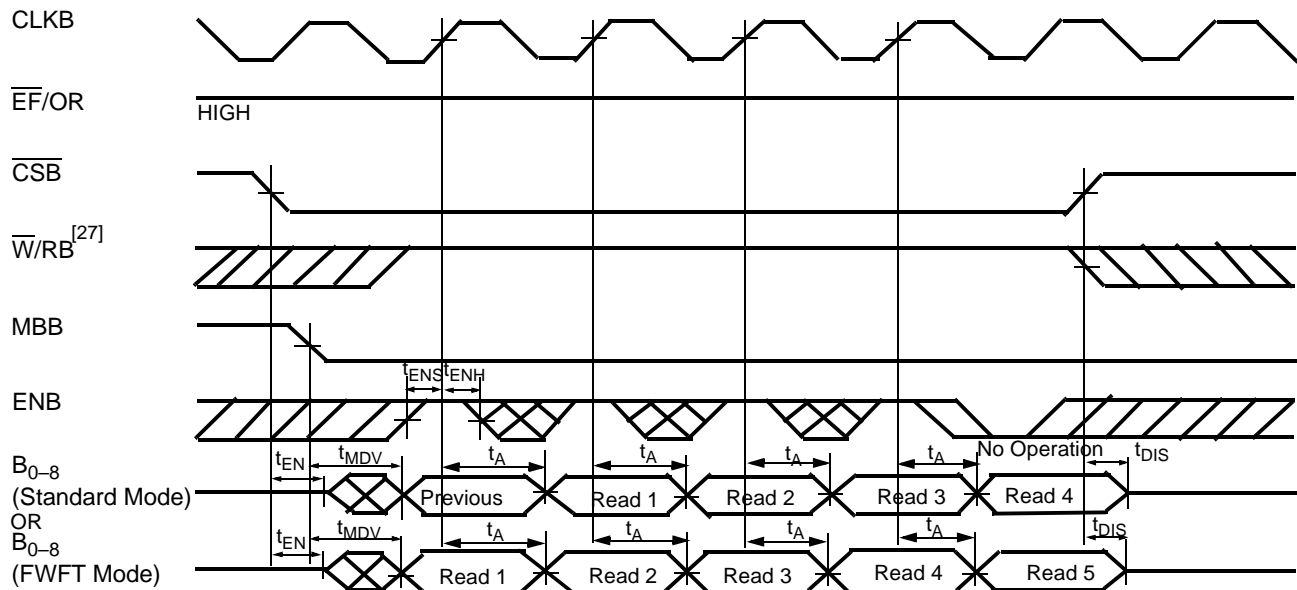 CLKB
EF/OR
HIGH
CSB
W/RB[27]
MBB
tENS tENH
ENB
No Operation
tEN tMDV tA tA tA tA tDIS
B0–8
(Standard Mode) Previous Read 1 Read 2 Read 3 Read 4
OR
tEN tMDV tA tA tA tA tDIS
B0–8
(FWFT Mode) Read 1 Read 2 Read 3 Read 4 Read 5